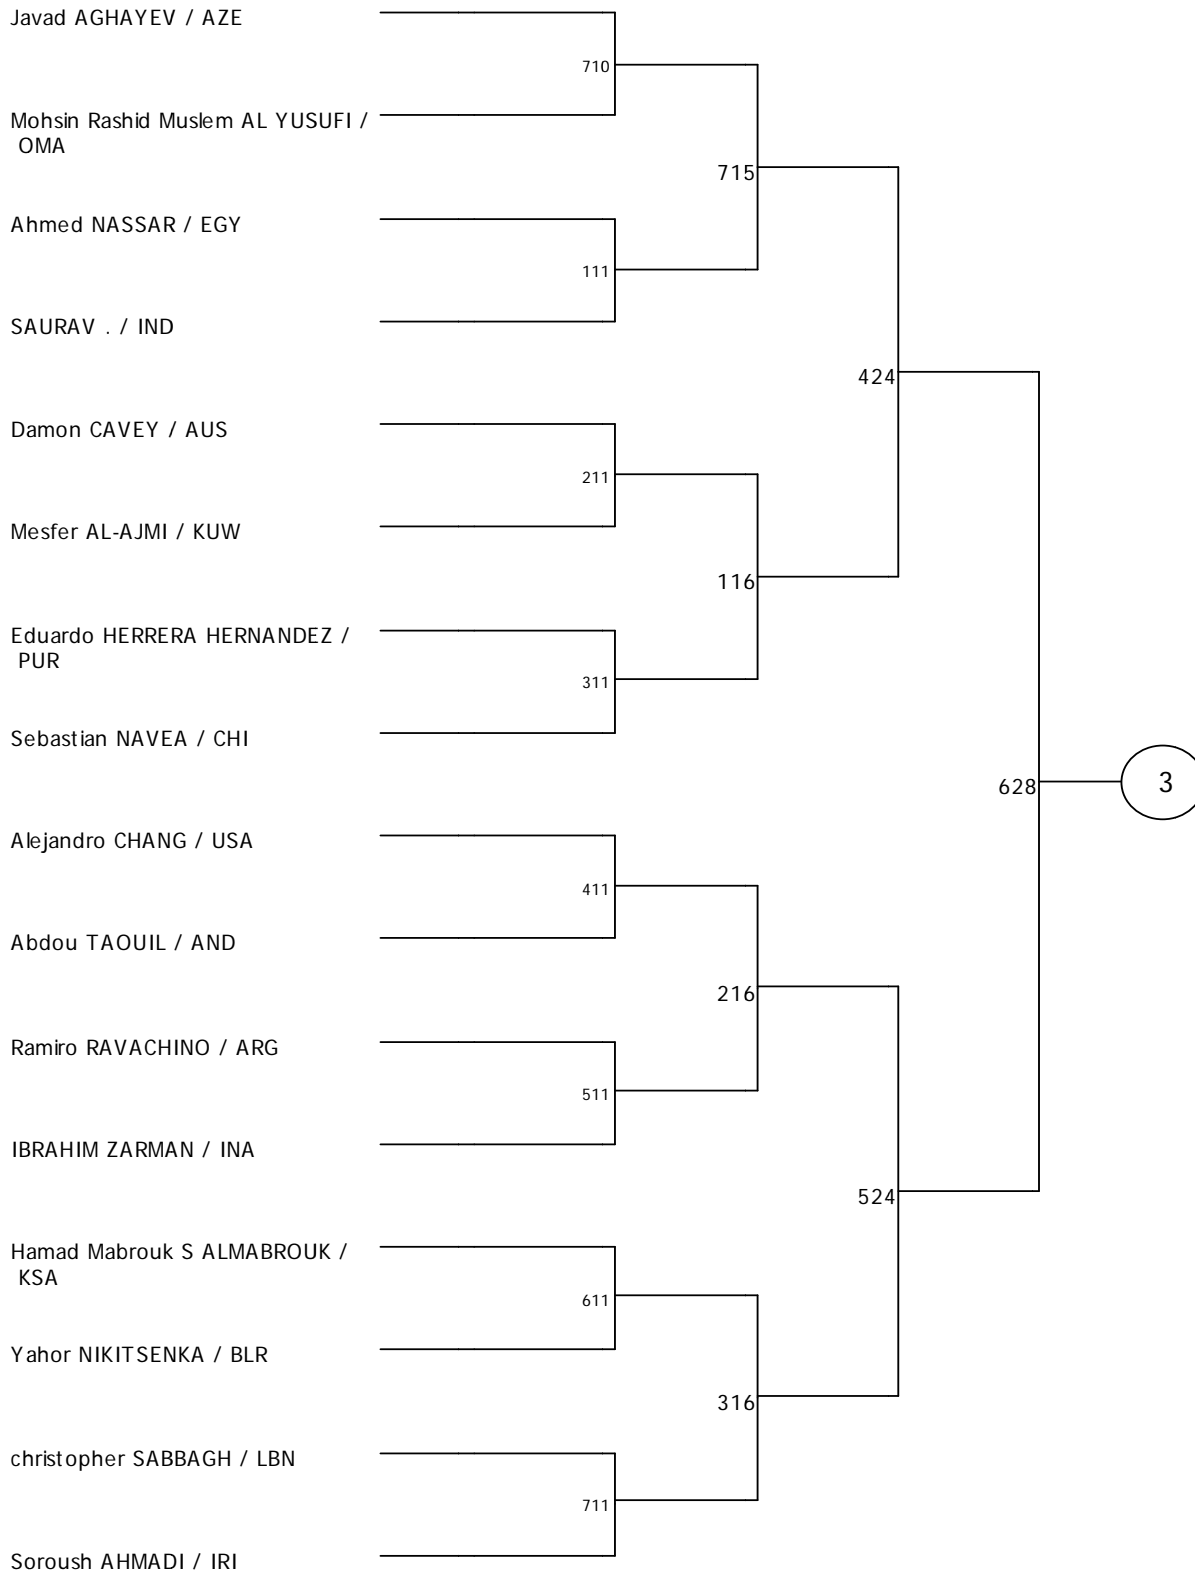 Javad AGHAYEV / AZE
710
Mohsin Rashid Muslem AL YUSUFI /
OMA
715
Ahmed NASSAR / EGY
111
SAURAV . / IND
424
Damon CAVEY / AUS
211
Mesfer AL-AJMI / KUW
116
Eduardo HERRERA HERNANDEZ /
PUR
311
Sebastian NAVEA / CHI
628
3
Alejandro CHANG / USA
411
Abdou TAOUIL / AND
216
Ramiro RAVACHINO / ARG
511
IBRAHIM ZARMAN / INA
524
Hamad Mabrouk S ALMABROUK /
KSA
611
Yahor NIKITSENKA / BLR
316
christopher SABBAGH / LBN
711
Soroush AHMADI / IRI